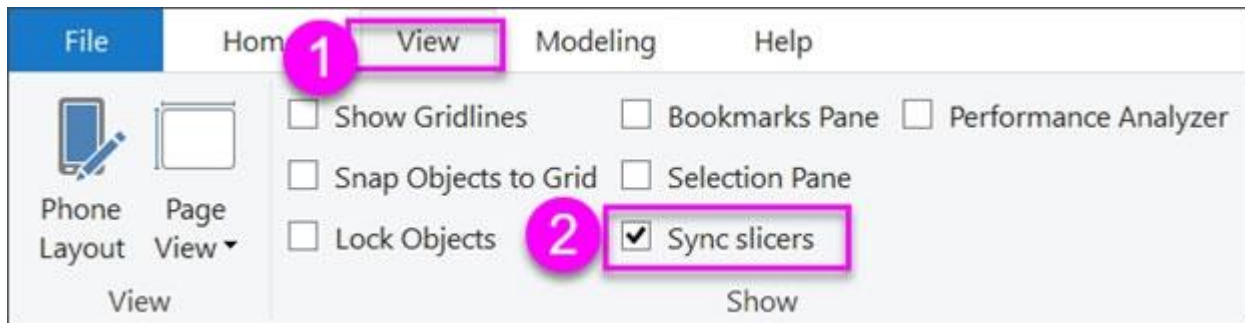 File Hom View Modeling Help
1
Show Gridlines Bookmarks Pane Performance Analyzer
Snap Objects to Grid Selection Pane
Phone Layout Page View
Lock Objects 2 Sync slicers
View Show